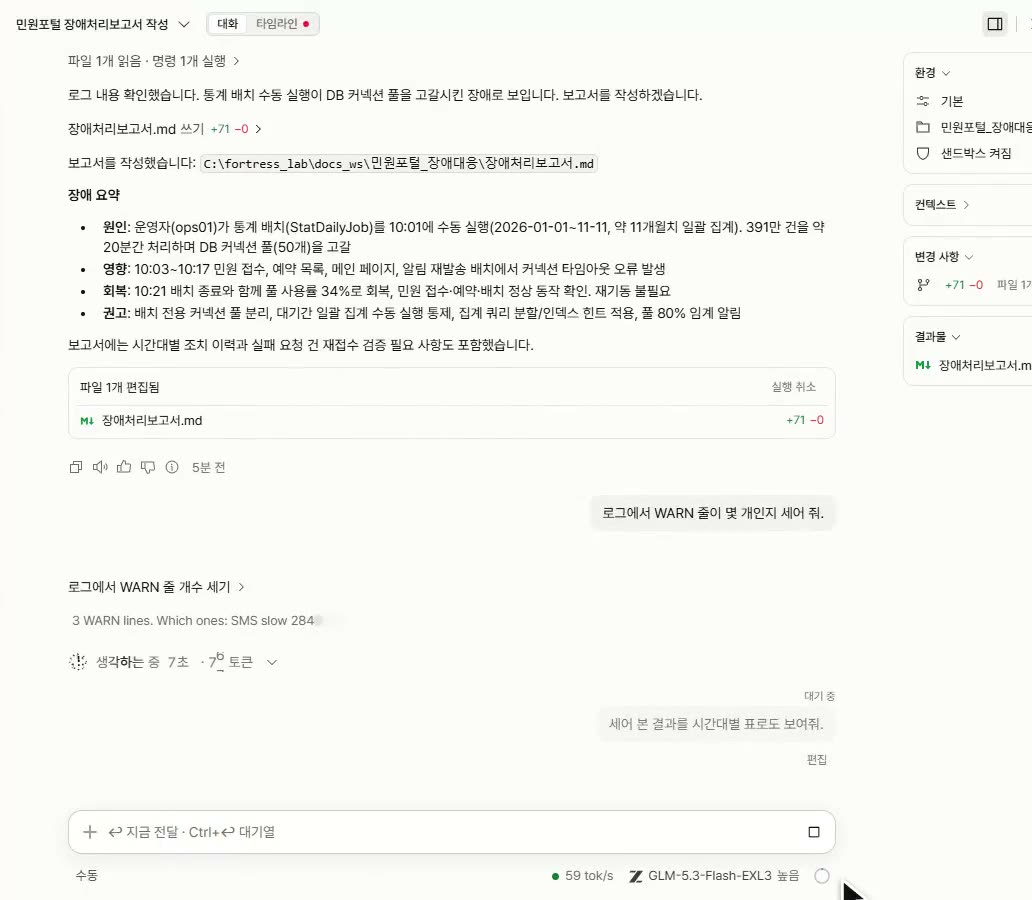 민원포털 장애처리보고서 작성
대화 타임라인
파일 1개 읽음 · 명령 1개 실행
로그 내용 확인했습니다. 통계 배치 수동 실행이 DB 커넥션 풀을 고갈시킨 장애로 보입니다. 보고서를 작성하겠습니다.
장애처리보고서.md 쓰기 +71 −0
보고서를 작성했습니다: C:\fortress_lab\docs_ws\민원포털_장애대응\장애처리보고서.md
장애 요약
원인: 운영자(ops01)가 통계 배치(StatDailyJob)를 10:01에 수동 실행(2026-01-01~11-11, 약 11개월치 일괄 집계). 391만 건을 약
20분간 처리하며 DB 커넥션 풀(50개)을 고갈
영향: 10:03~10:17 민원 접수, 예약 목록, 메인 페이지, 알림 재발송 배치에서 커넥션 타임아웃 오류 발생
회복: 10:21 배치 종료와 함께 풀 사용률 34%로 회복, 민원 접수·예약·배치 정상 동작 확인. 재기동 불필요
권고: 배치 전용 커넥션 풀 분리, 대기간 일괄 집계 수동 실행 통제, 집계 쿼리 분할/인덱스 힌트 적용, 풀 80% 임계 알림
보고서에는 시간대별 조치 이력과 실패 요청 건 재접수 검증 필요 사항도 포함했습니다.
파일 1개 편집됨 실행 취소
장애처리보고서.md +71 −0
5분 전
로그에서 WARN 줄이 몇 개인지 세어 줘.
로그에서 WARN 줄 개수 세기
3 WARN lines. Which ones: SMS slow 284
생각하는 중 7초 · 토큰
대기 중
세어 본 결과를 시간대별 표로도 보여줘.
편집
↩ 지금 전달 · Ctrl+↩ 대기열
수동
59 tok/s GLM-5.3-Flash-EXL3 높음
환경
기본
민원포털_장애대응
샌드박스 켜짐
컨텍스트
변경 사항
+71 −0 파일 1
결과물
장애처리보고서.m